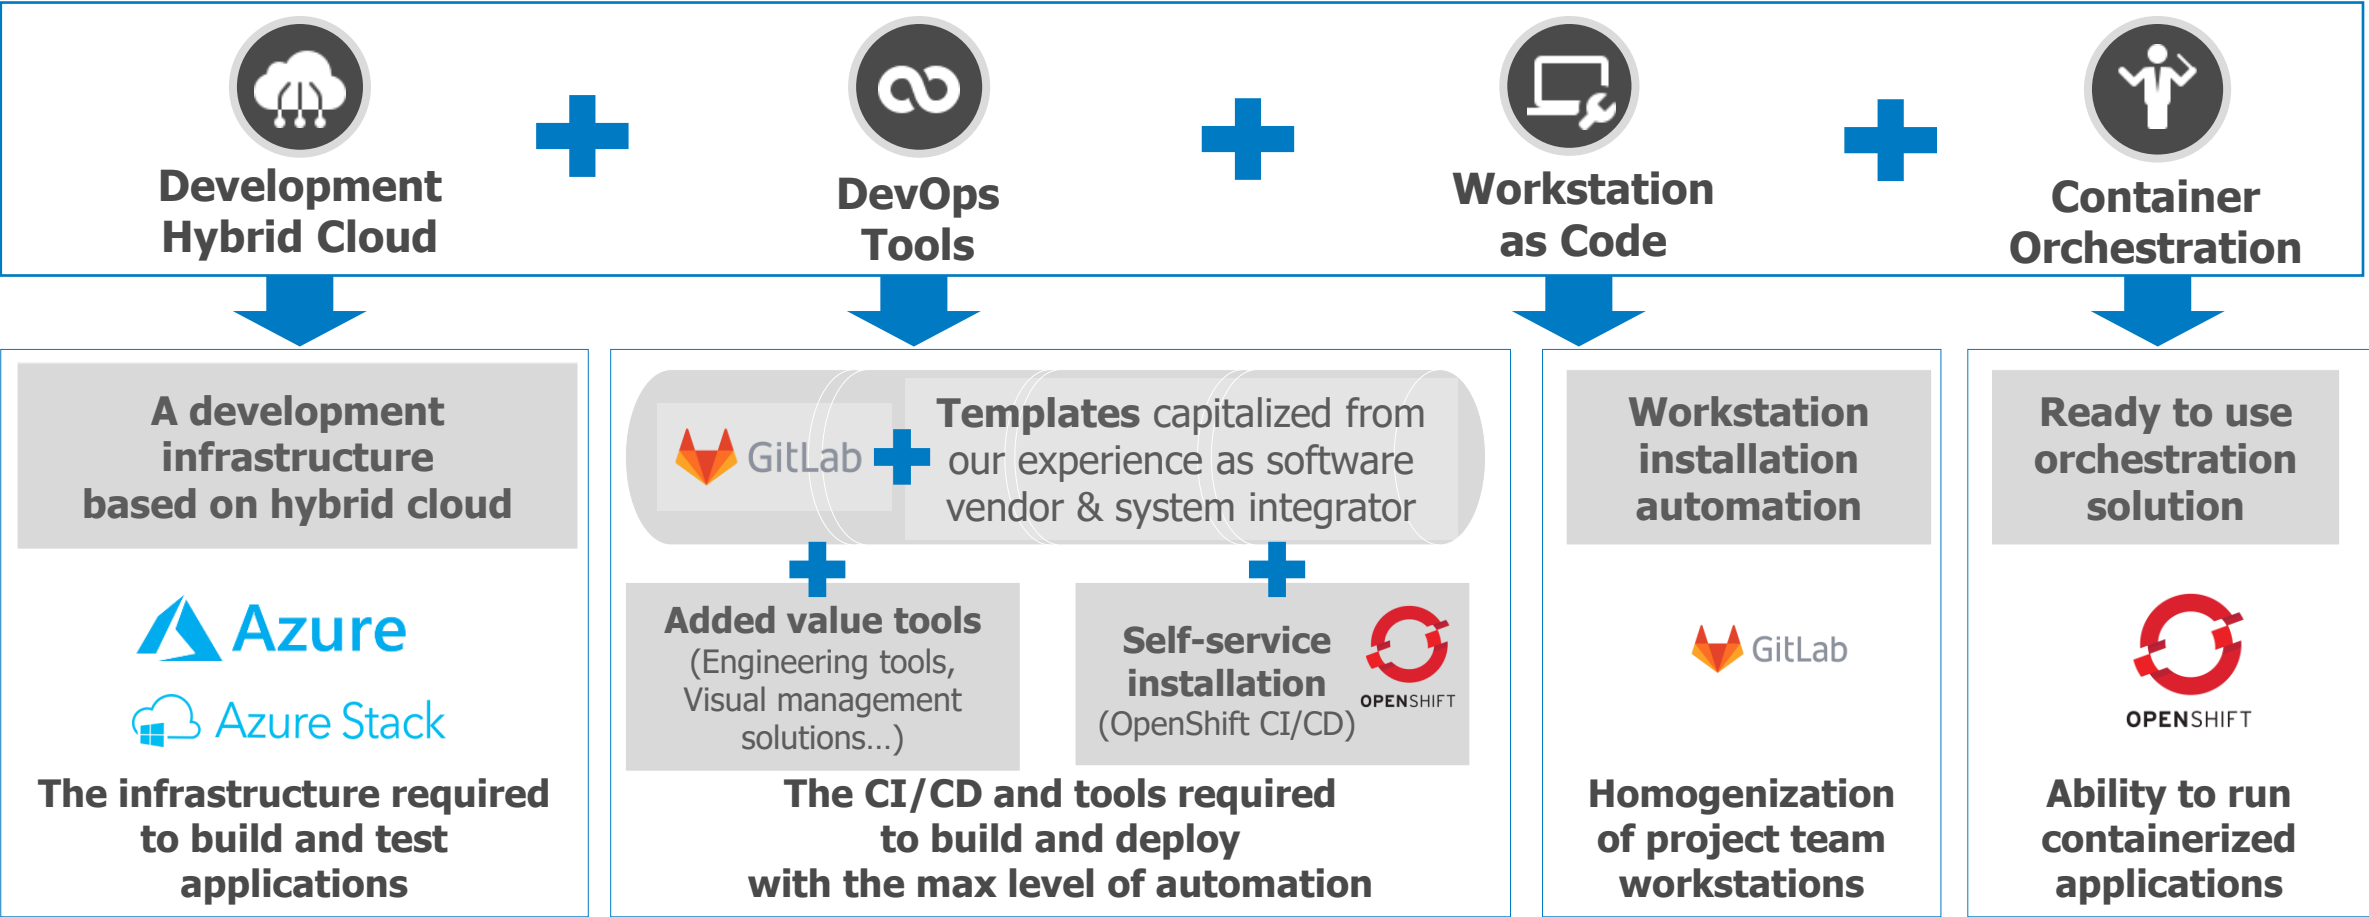 Development
Hybrid Cloud
DevOps
Tools
Workstation
as Code
Container
Orchestration
A development
infrastructure
based on hybrid cloud
Azure
Azure Stack
The infrastructure required
to build and test
applications
GitLab
Templates capitalized from
our experience as software
vendor & system integrator
Added value tools
(Engineering tools,
Visual management
solutions...)
Self-service
installation
(OpenShift CI/CD)
OPENSHIFT
The CI/CD and tools required
to build and deploy
with the max level of automation
Workstation
installation
automation
GitLab
Homogenization
of project team
workstations
Ready to use
orchestration
solution
OPENSHIFT
Ability to run
containerized
applications